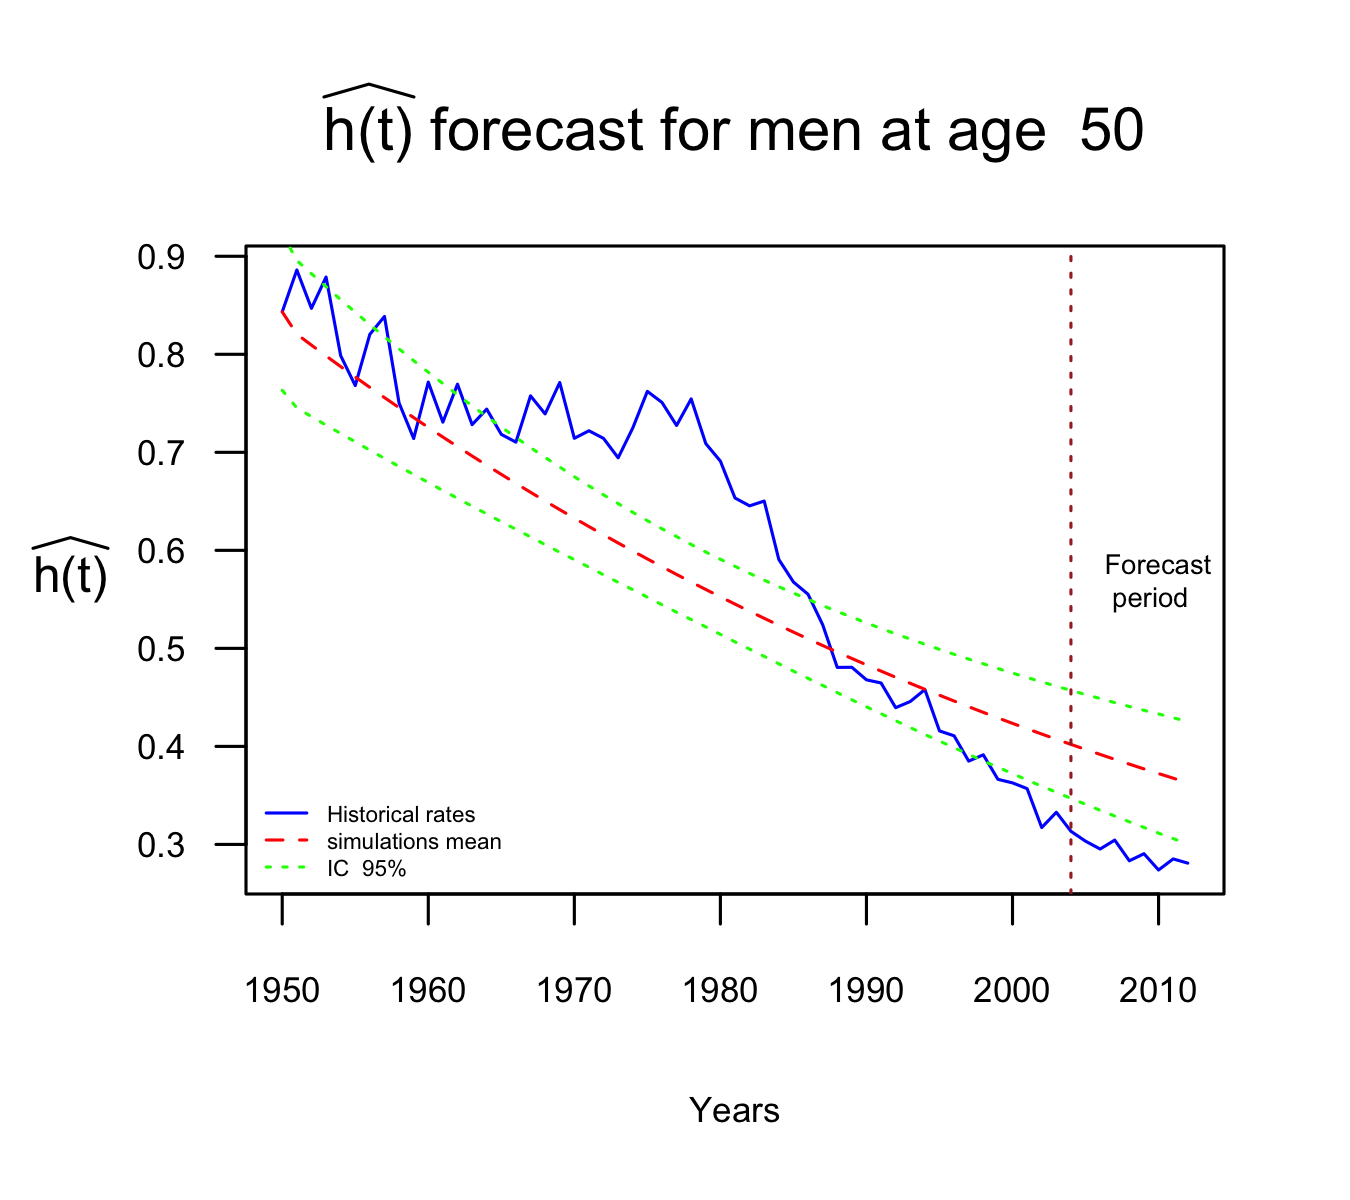 h(t) forecast for men at age  50
0.9
0.8
0.7
0.6
0.5
0.4
0.3
h(t)
Forecast
period
Historical rates
simulations mean
IC  95%
1950 1960 1970 1980 1990 2000 2010
Years